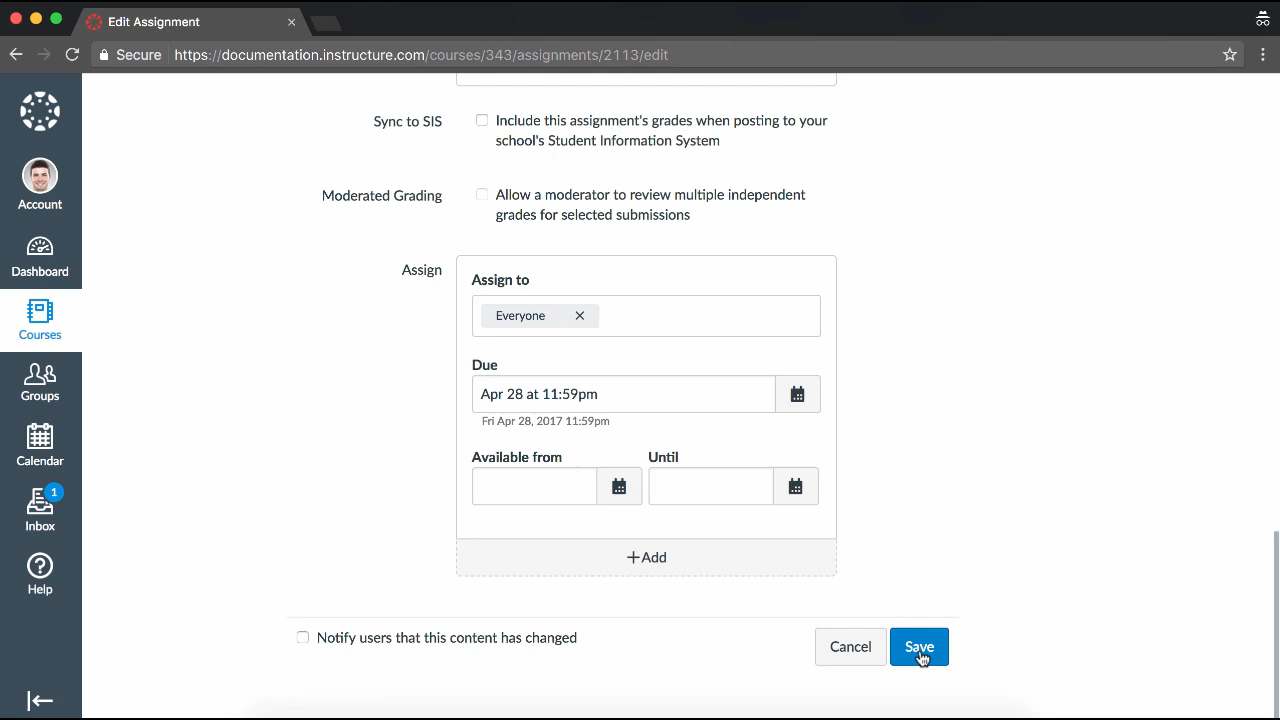 Edit Assignment
Secure https://documentation.instructure.com/courses/343/assignments/2113/edit
Account
Dashboard
Courses
Groups
Calendar
1
Inbox
Help
Sync to SIS
Include this assignment's grades when posting to your
school's Student Information System
Moderated Grading
Allow a moderator to review multiple independent
grades for selected submissions
Assign
Assign to
Everyone
Due
Apr 28 at 11:59pm
Fri Apr 28, 2017 11:59pm
Available from Until
+Add
Notify users that this content has changed
Cancel Save